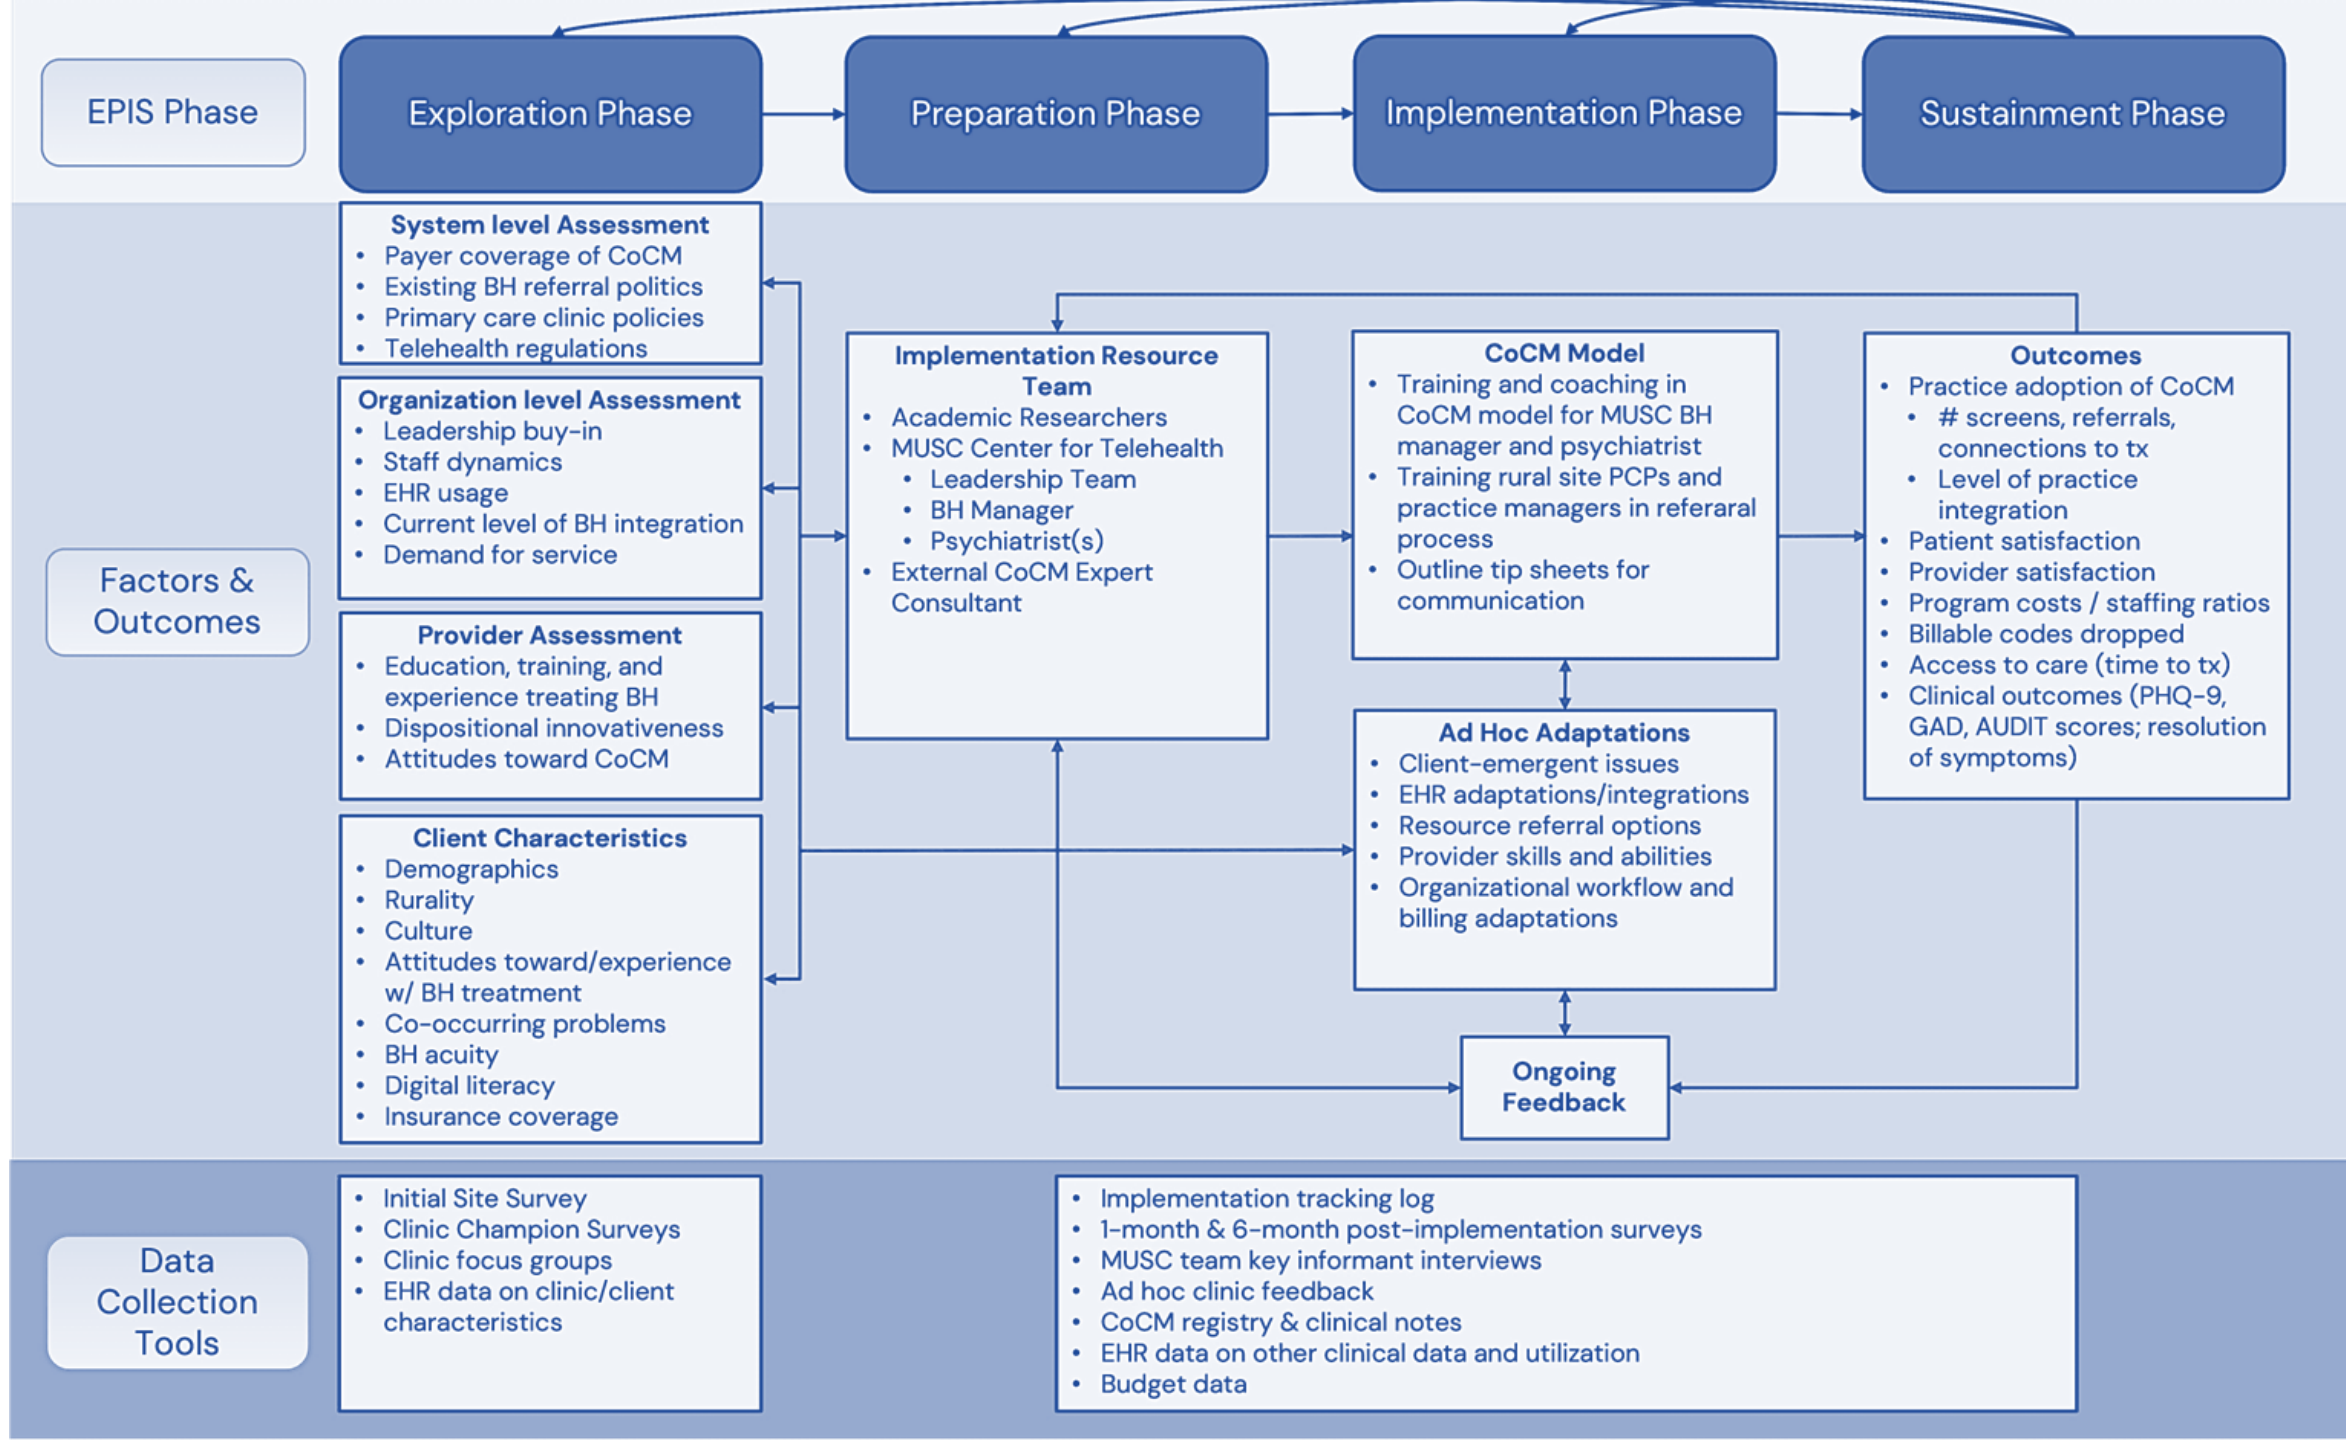 EPIS Phase
Exploration Phase
Preparation Phase
Implementation Phase
Sustainment Phase
Factors &
Outcomes
System level Assessment
• Payer coverage of CoCM
• Existing BH referral politics
• Primary care clinic policies
• Telehealth regulations
Organization level Assessment
• Leadership buy-in
• Staff dynamics
• EHR usage
• Current level of BH integration
• Demand for service
Provider Assessment
• Education, training, and
experience treating BH
• Dispositional innovativeness
• Attitudes toward CoCM
Client Characteristics
• Demographics
• Rurality
• Culture
• Attitudes toward/experience
w/ BH treatment
• Co-occurring problems
• BH acuity
• Digital literacy
• Insurance coverage
Implementation Resource
Team
• Academic Researchers
• MUSC Center for Telehealth
• Leadership Team
• BH Manager
• Psychiatrist(s)
• External CoCM Expert
Consultant
CoCM Model
• Training and coaching in
CoCM model for MUSC BH
manager and psychiatrist
• Training rural site PCPs and
practice managers in referaral
process
• Outline tip sheets for
communication
Ad Hoc Adaptations
• Client-emergent issues
• EHR adaptations/integrations
• Resource referral options
• Provider skills and abilities
• Organizational workflow and
billing adaptations
Ongoing
Feedback
Outcomes
• Practice adoption of CoCM
• # screens, referrals,
connections to tx
• Level of practice
integration
• Patient satisfaction
• Provider satisfaction
• Program costs / staffing ratios
• Billable codes dropped
• Access to care (time to tx)
• Clinical outcomes (PHQ-9,
GAD, AUDIT scores; resolution
of symptoms)
Data
Collection
Tools
• Initial Site Survey
• Clinic Champion Surveys
• Clinic focus groups
• EHR data on clinic/client
characteristics
• Implementation tracking log
• 1-month & 6-month post-implementation surveys
• MUSC team key informant interviews
• Ad hoc clinic feedback
• CoCM registry & clinical notes
• EHR data on other clinical data and utilization
• Budget data